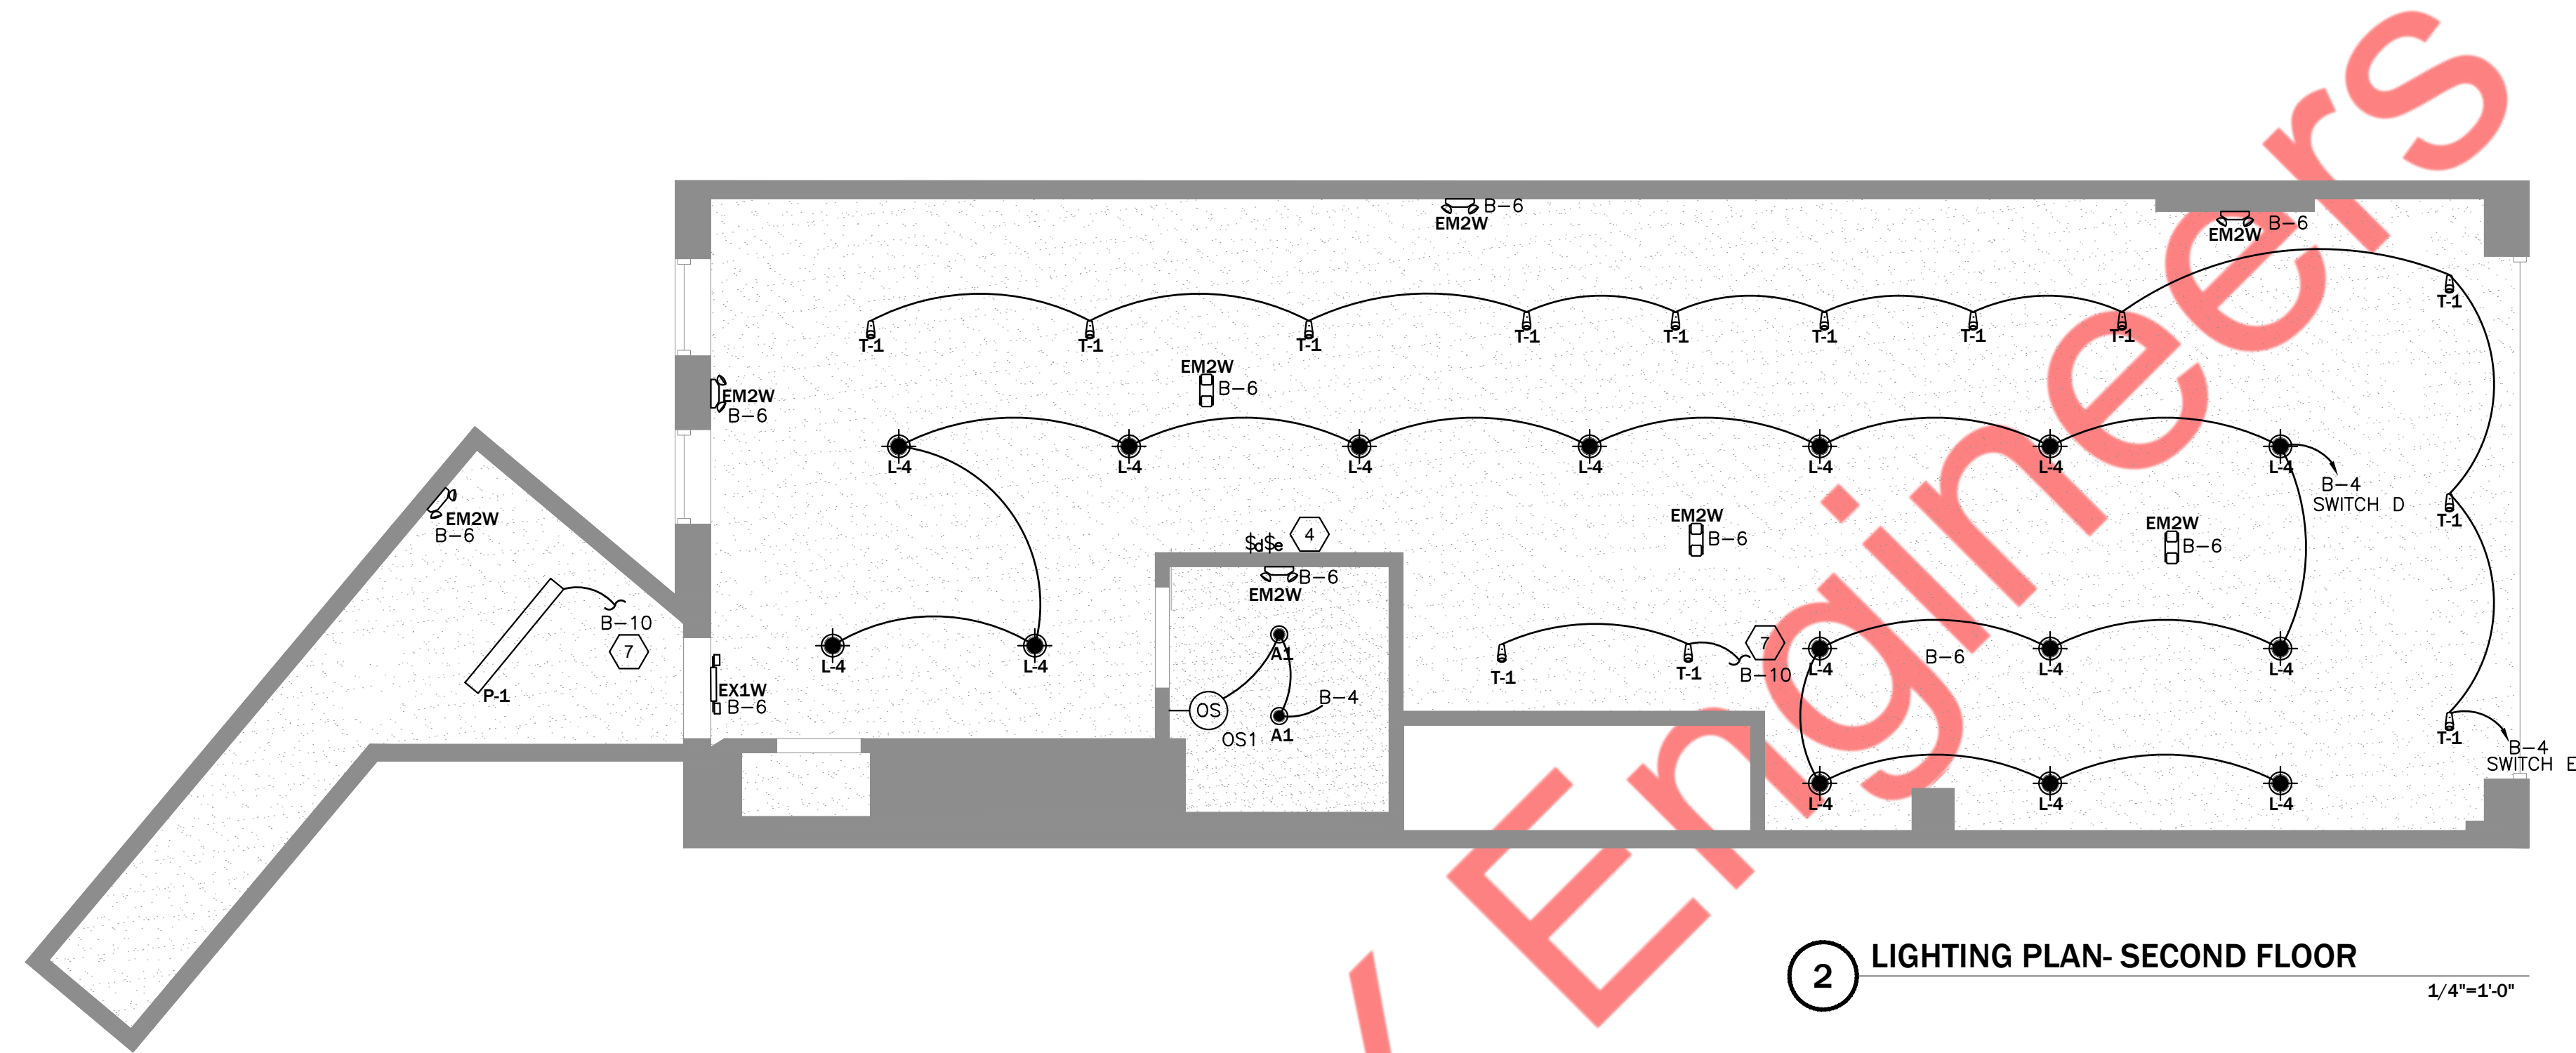 B-6
EM2W
EM2W B-6
T-1
T-1 T-1 T-1 T-1 T-1 T-1 T-1 T-1
EM2W
B-6
EM2W
B-6
L-4 L-4 L-4 L-4 L-4 L-4 L-4
B-4
SWITCH D
EM2W
B-6
$d$e 4
EM2W
B-6
EM2W
B-6
T-1
B-6
EM2W
B-10
7
P-1
L-4 L-4
A1
T-1 T-1
7
B-10
L-4 B-6 L-4 L-4
EX1W
B-6
B-4
OS
OS1 A1
T-1
B-4
SWITCH E
L-4 L-4 L-4
2 LIGHTING PLAN- SECOND FLOOR
1/4"=1'-0"
Engineers